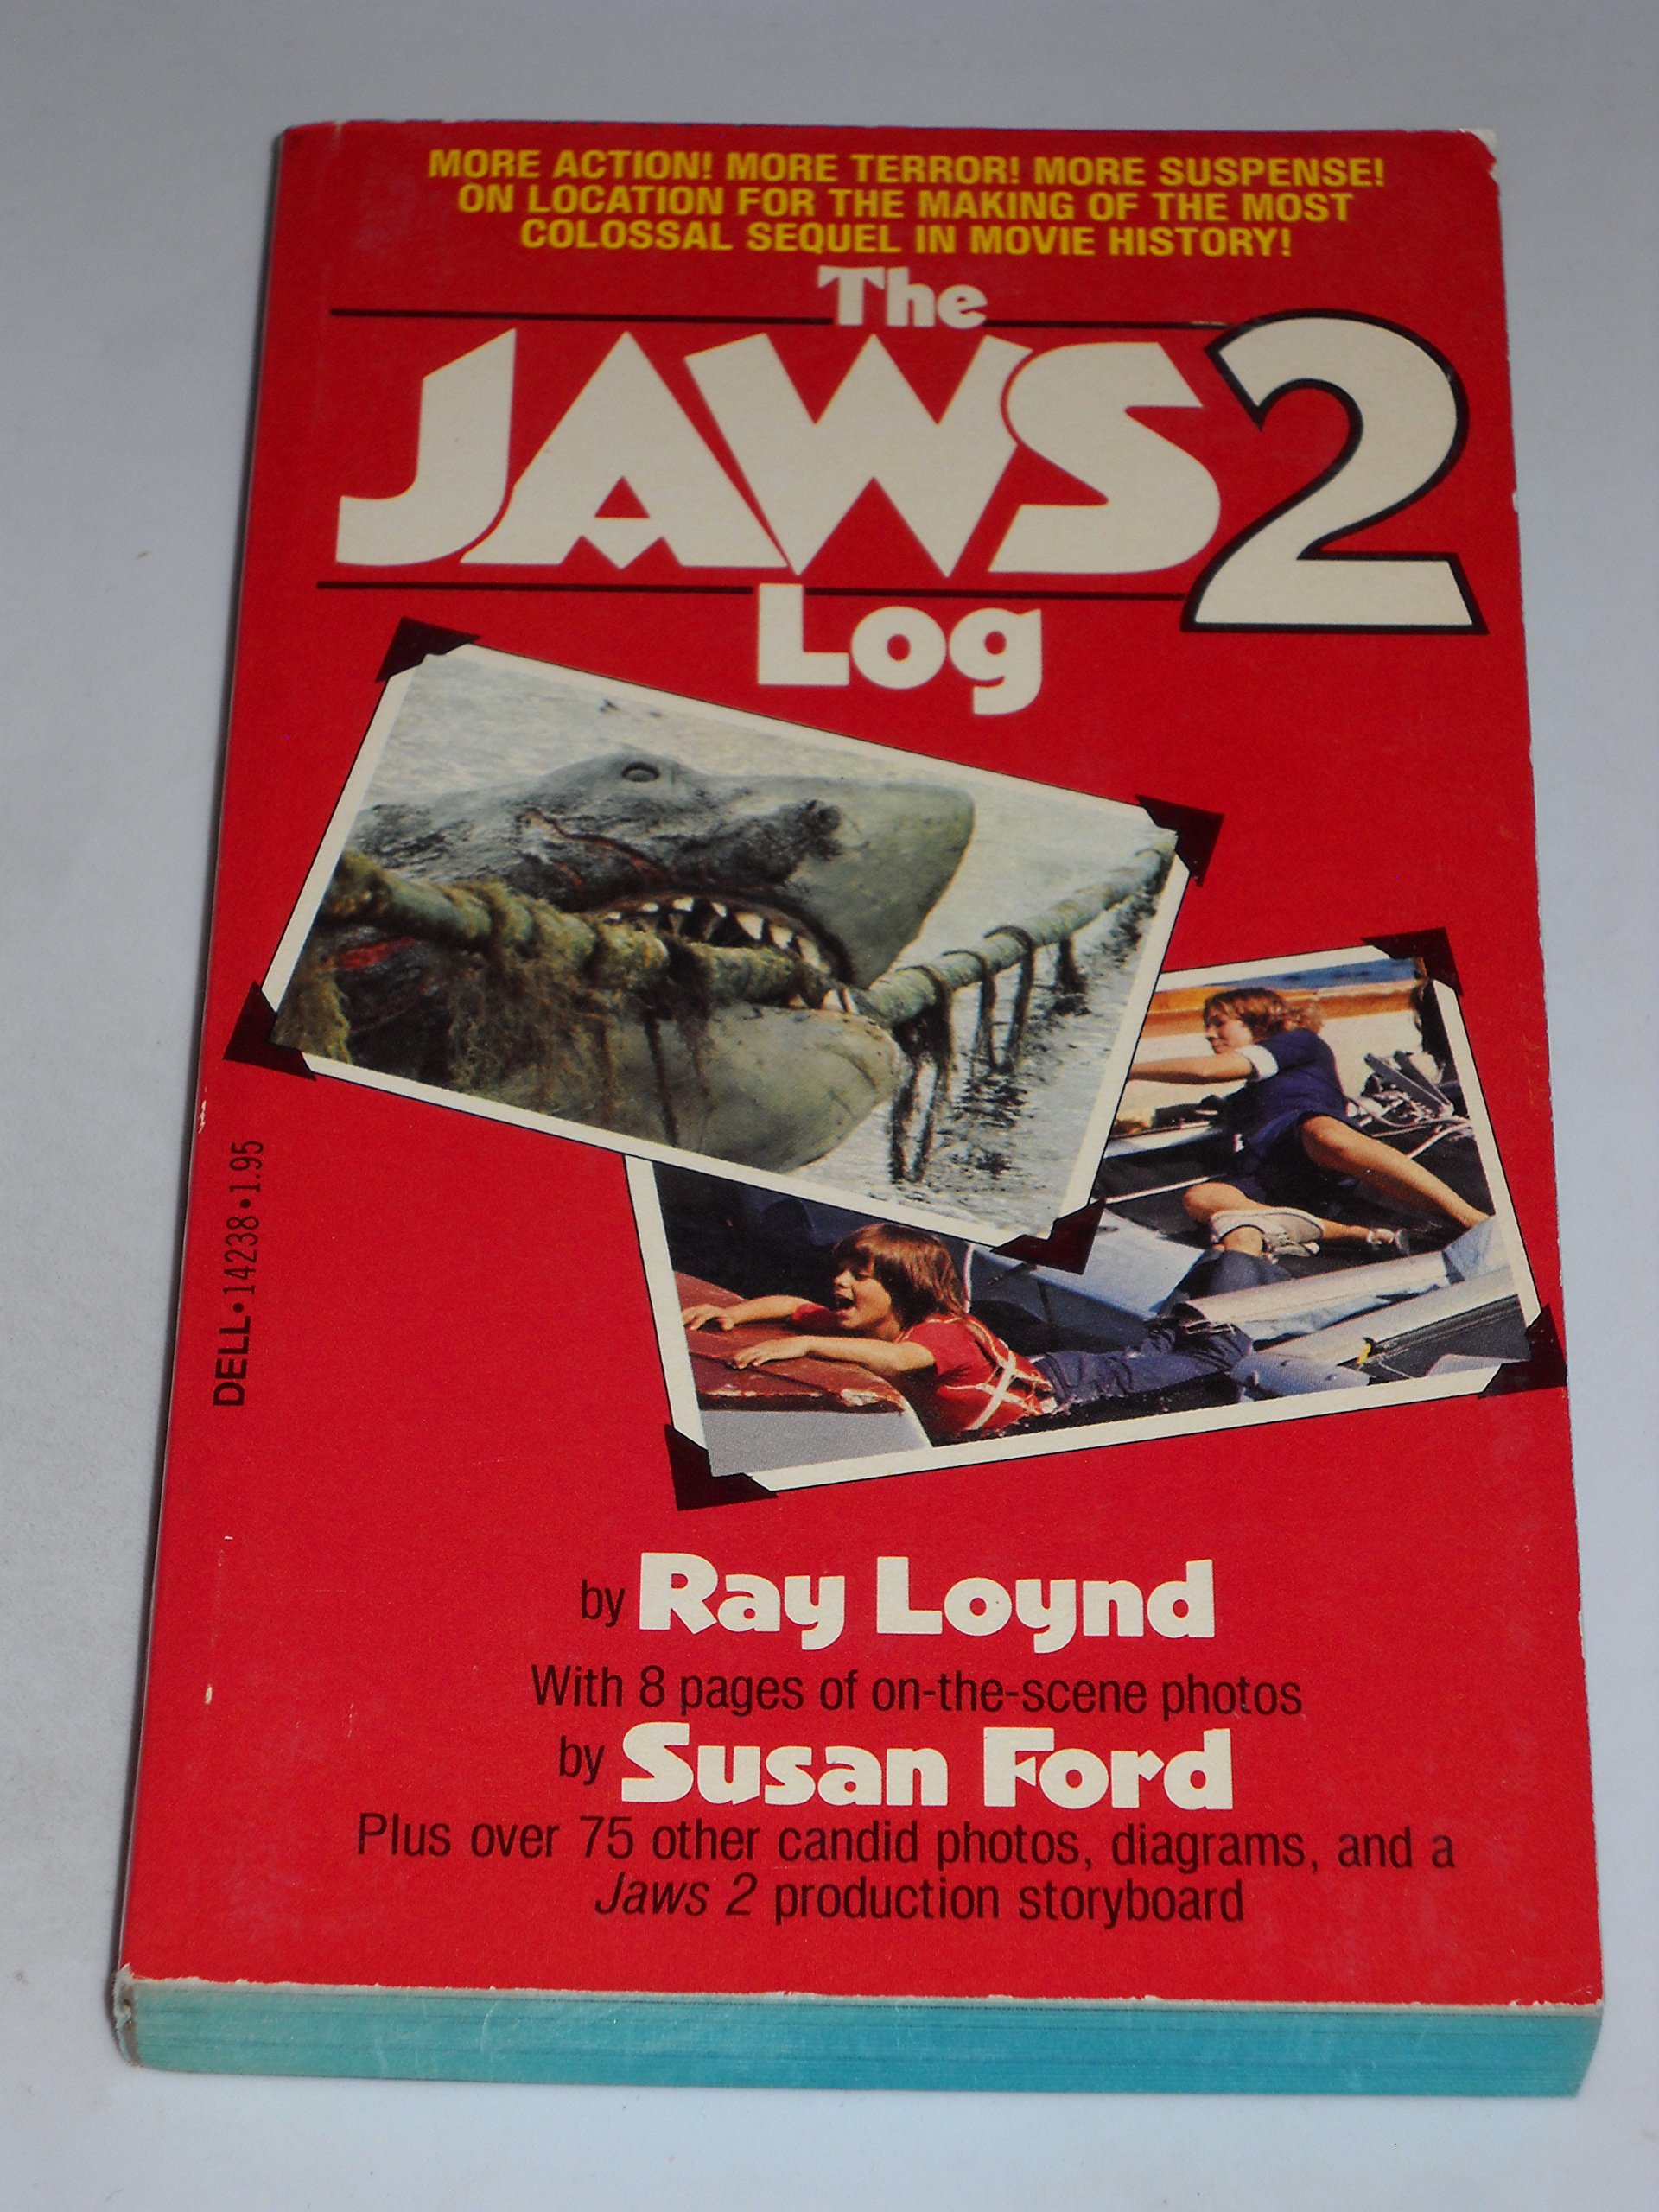 MORE ACTION! MORE TERROR! MORE SUSPENSE!
ON LOCATION FOR THE MAKING OF THE MOST
COLOSSAL SEQUEL IN MOVIE HISTORY!
The
JAWS 2
Log
DELL • 14238 • 1.95
by Ray Loynd
With 8 pages of on-the-scene photos
by Susan Ford
Plus over 75 other candid photos, diagrams, and a
Jaws 2 production storyboard